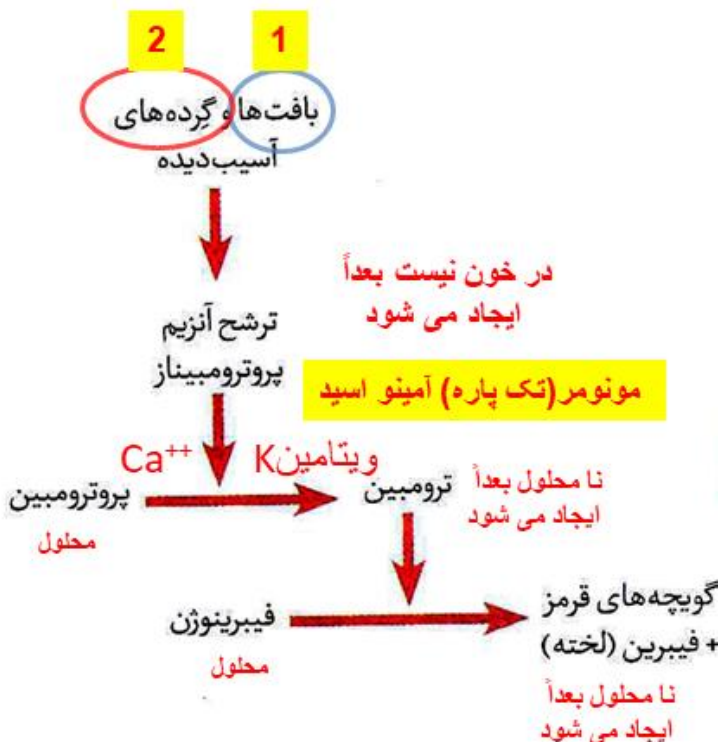 2
1
بافت‌ها و گِرده‌های
آسیب‌دیده
در خون نیست بعداً
ایجاد می شود
ترشح آنزیم
پروترومبیناز
مونومر(تک پاره) آمینو اسید
Ca⁺⁺
ویتامینK
پروترومبین
محلول
ترومبین
نا محلول بعداً
ایجاد می شود
فیبرینوژن
محلول
گویچه‌های قرمز
+ فیبرین (لخته)
نا محلول بعداً
ایجاد می شود